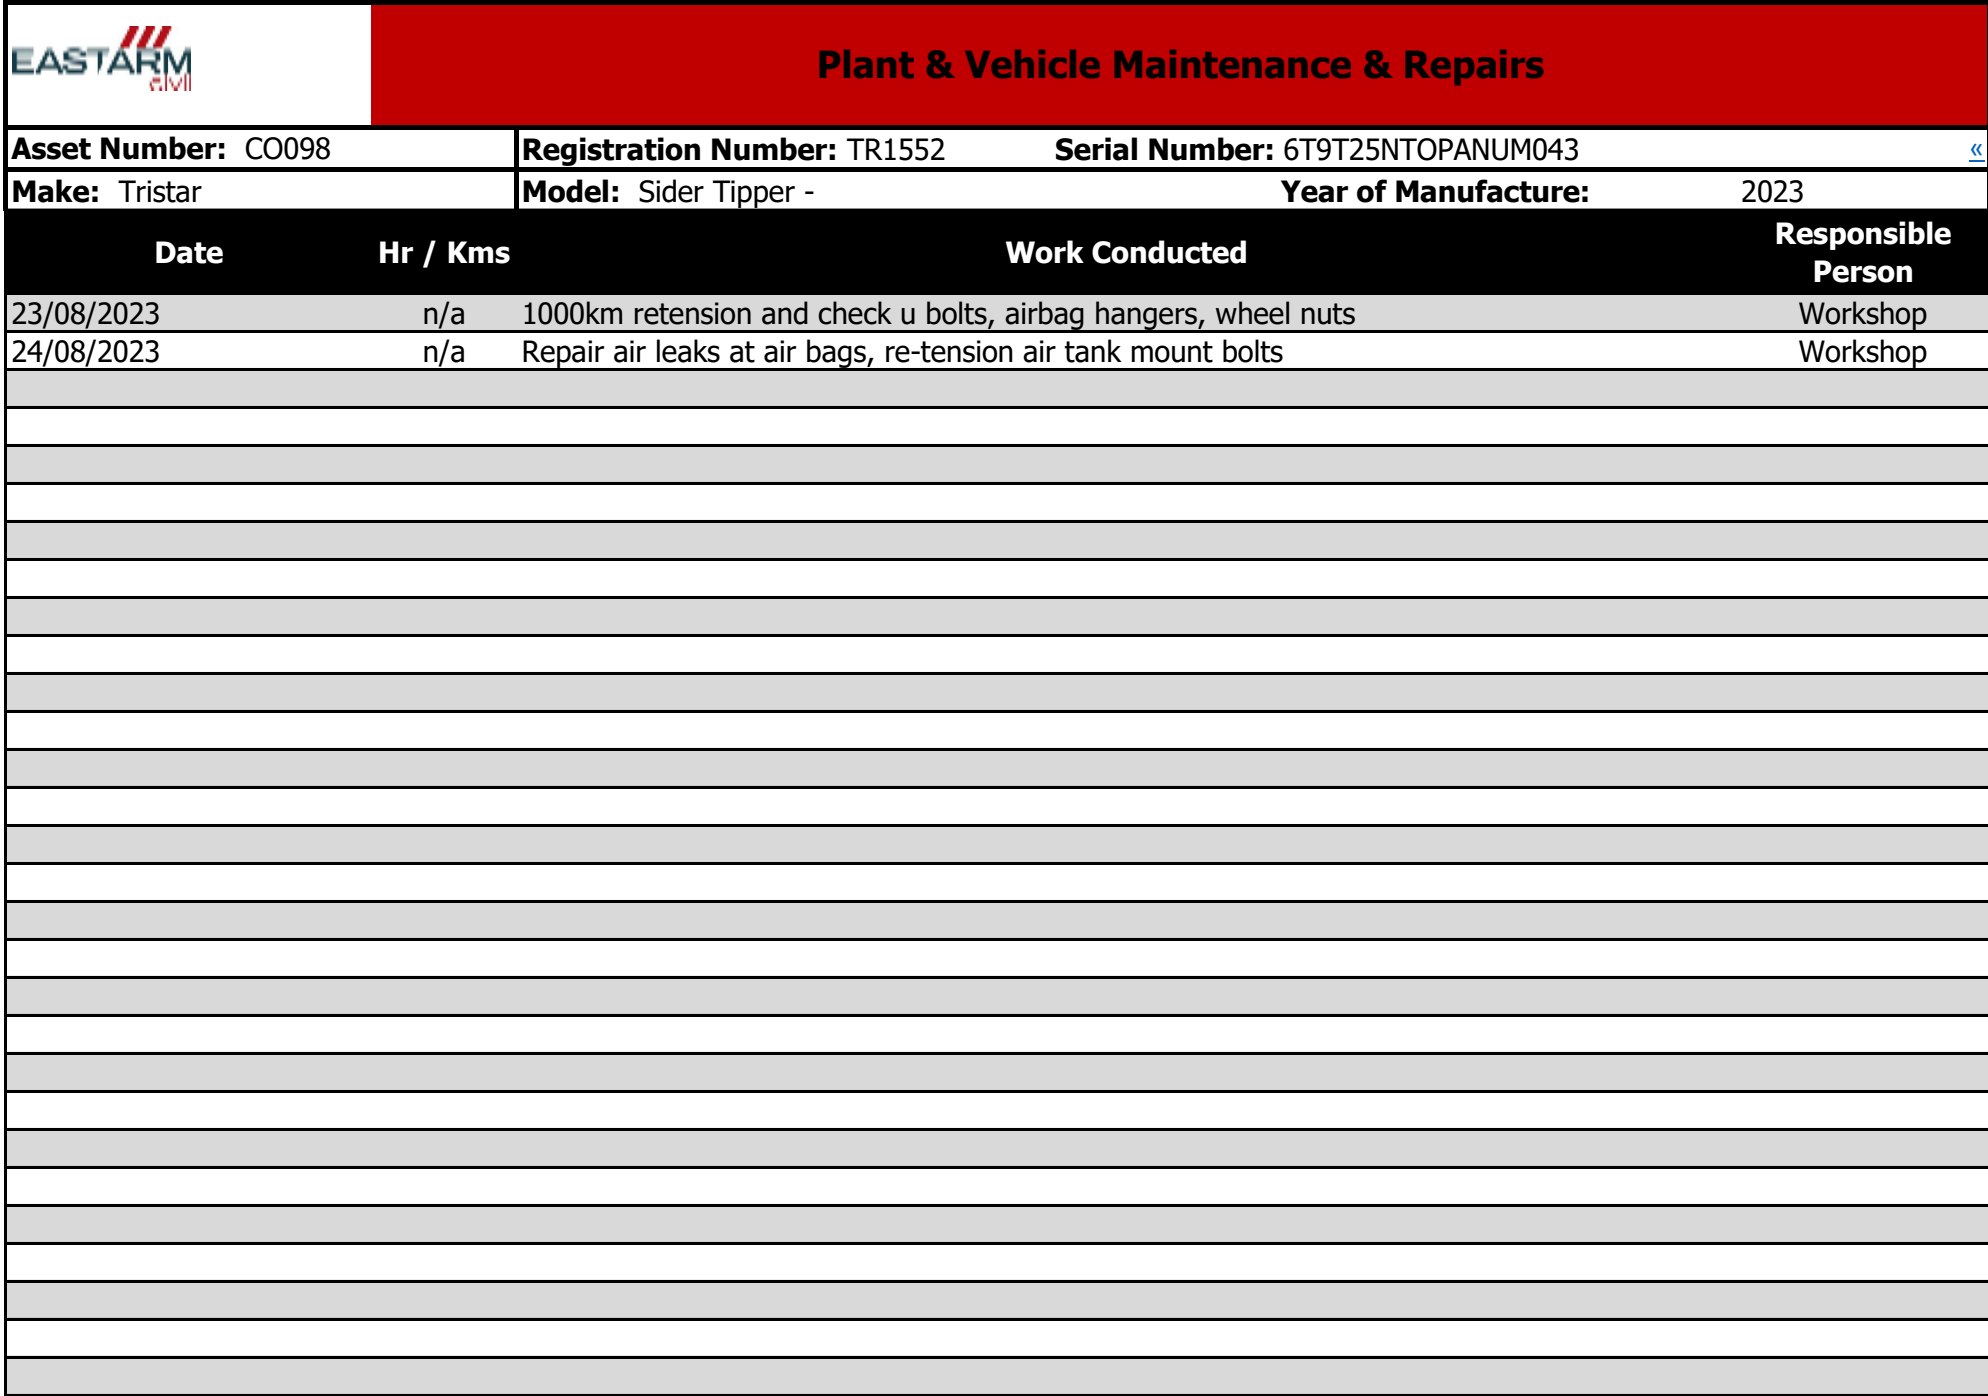 EASTARM
civil
Plant & Vehicle Maintenance & Repairs
Asset Number: CO098 Registration Number: TR1552 Serial Number: 6T9T25NTOPANUM043 «
Make: Tristar Model: Sider Tipper - Year of Manufacture: 2023
Date Hr / Kms Work Conducted Responsible Person
23/08/2023 n/a 1000km retension and check u bolts, airbag hangers, wheel nuts Workshop
24/08/2023 n/a Repair air leaks at air bags, re-tension air tank mount bolts Workshop